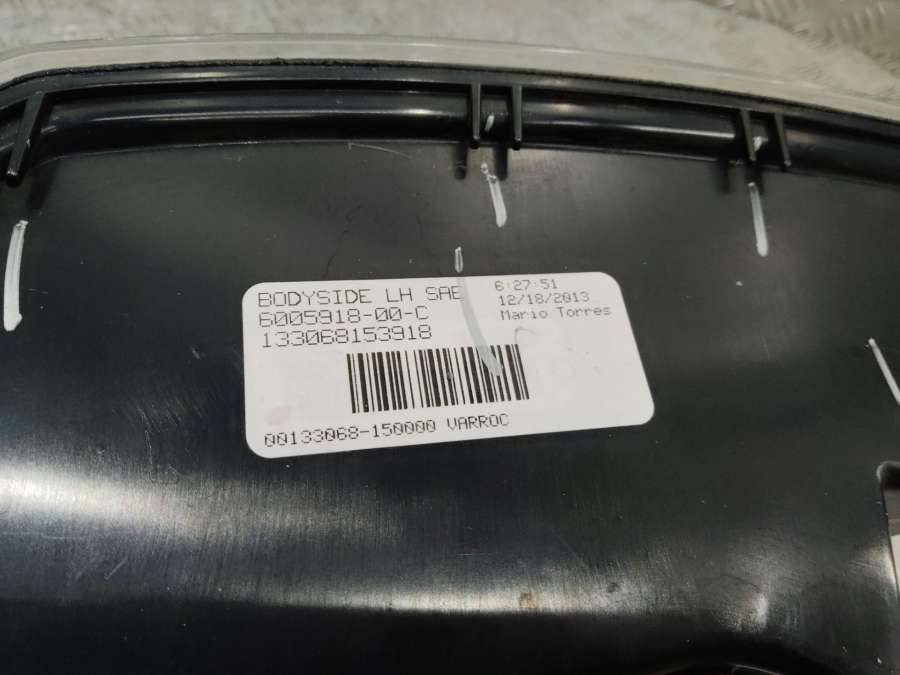 BODYSIDE LH SAE
6005918-00-C
133068153918
6:27:51
12/18/2013
Mario Torres
00133068-150000 VARROC